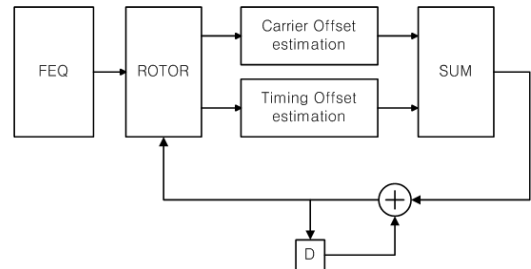 FEQ
ROTOR
Carrier Offset
estimation
Timing Offset
estimation
SUM
D